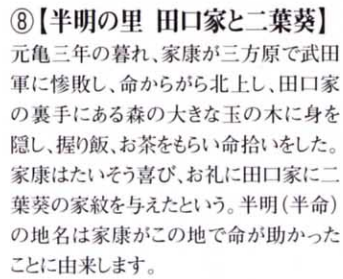 ⑧【半明の里 田口家と二葉葵】
元亀三年の暮れ、家康が三方原で武田
軍に惨敗し、命からがら北上し、田口家
の裏手にある森の大きな玉の木に身を
隠し、握り飯、お茶をもらい命拾いをした。
家康はたいそう喜び、お礼に田口家に二
葉葵の家紋を与えたという。半明（半命）
の地名は家康がこの地で命が助かった
ことに由来します。